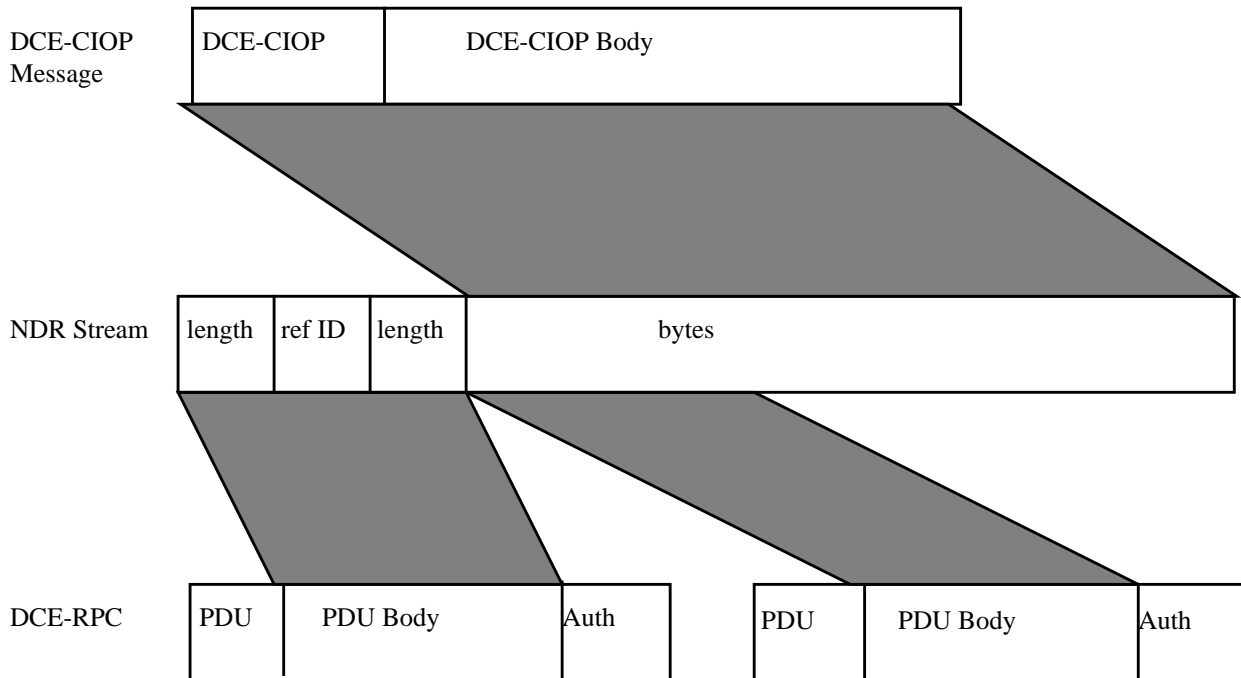 DCE-CIOP Message
DCE-CIOP
DCE-CIOP Body
NDR Stream
length
ref ID
length
bytes
DCE-RPC
PDU
PDU Body
Auth
PDU
PDU Body
Auth